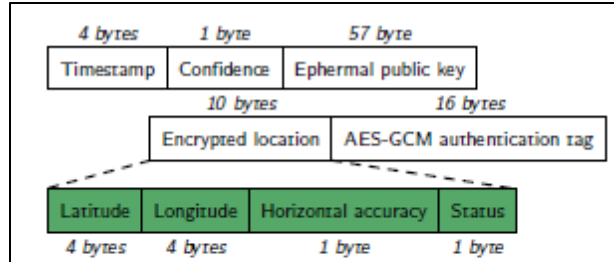 4 bytes 1 byte 57 byte
Timestamp Confidence Ephermal public key
10 bytes 16 bytes
Encrypted location AES-GCM authentication tag
Latitude Longitude Horizontal accuracy Status
4 bytes 4 bytes 1 byte 1 byte